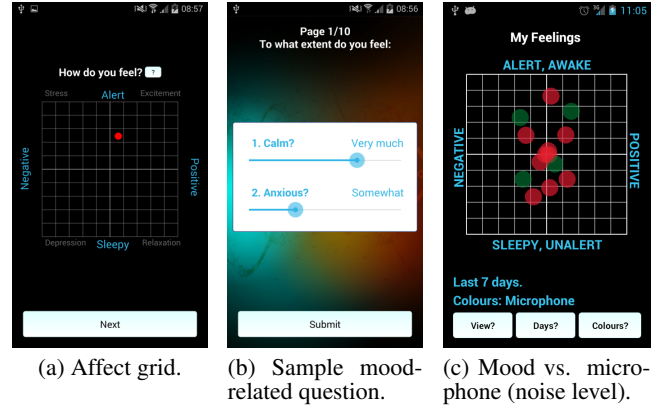 08:57
How do you feel? ?
Stress Alert Excitement
Negative
Positive
Depression Sleepy Relaxation
Next
(a) Affect grid.
08:56
Page 1/10
To what extent do you feel:
1. Calm? Very much
2. Anxious? Somewhat
Submit
(b) Sample mood-
related question.
3G 11:05
My Feelings
ALERT, AWAKE
NEGATIVE
POSITIVE
SLEEPY, UNALERT
Last 7 days.
Colours: Microphone
View? Days? Colours?
(c) Mood vs. micro-
phone (noise level).